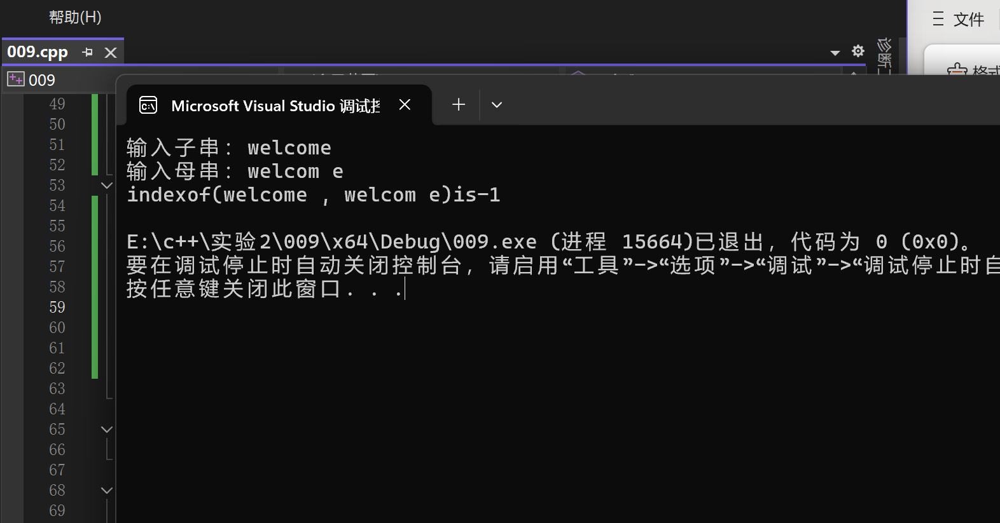 帮助(H)
文件
009.cpp
诊断
格式
009
Microsoft Visual Studio 调试控
49
50
51
52
53
54
55
56
57
58
59
60
61
62
63
64
65
66
67
68
69
输入子串：welcome
输入母串：welcom e
indexof(welcome , welcom e)is-1
E:\c++\实验2\009\x64\Debug\009.exe (进程 15664)已退出，代码为 0 (0x0)。
要在调试停止时自动关闭控制台，请启用“工具”->“选项”->“调试”->“调试停止时自
按任意键关闭此窗口. . .